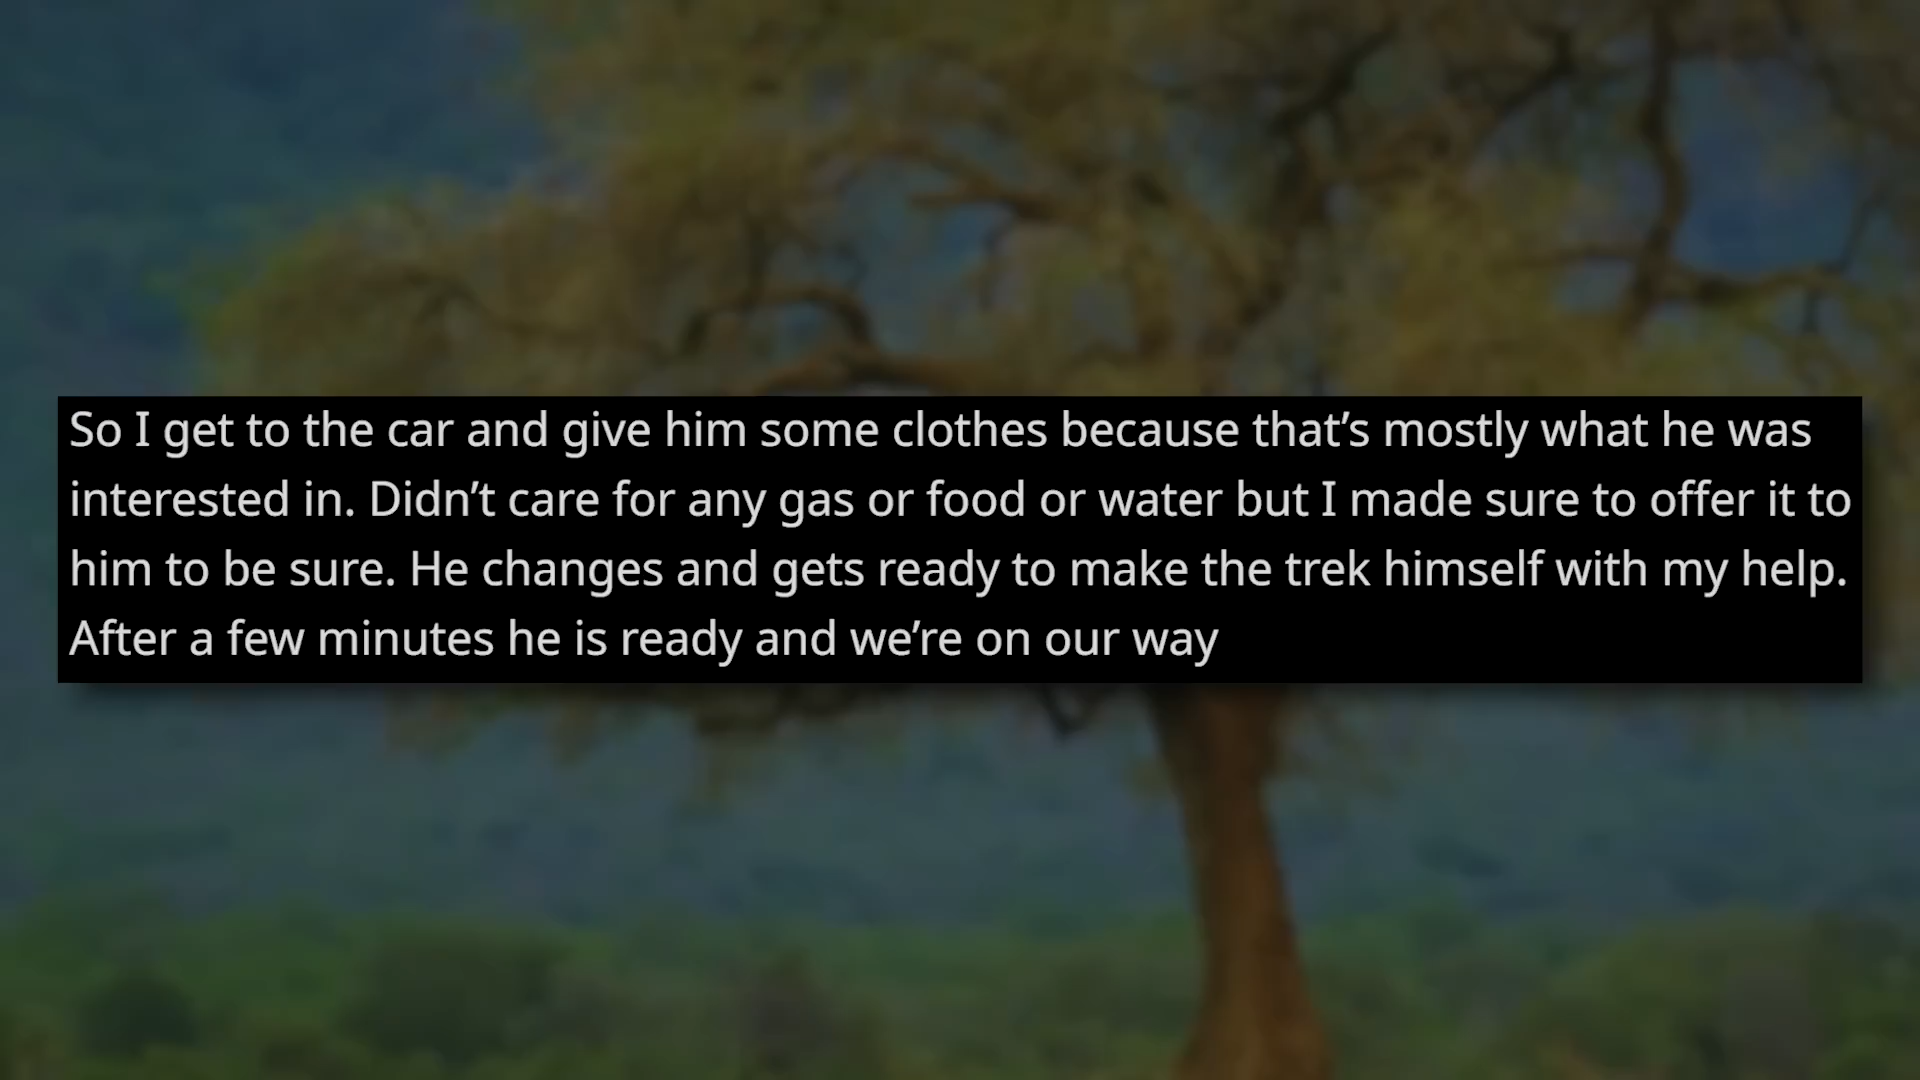 So I get to the car and give him some clothes because that’s mostly what he was
interested in. Didn’t care for any gas or food or water but I made sure to offer it to
him to be sure. He changes and gets ready to make the trek himself with my help.
After a few minutes he is ready and we’re on our way